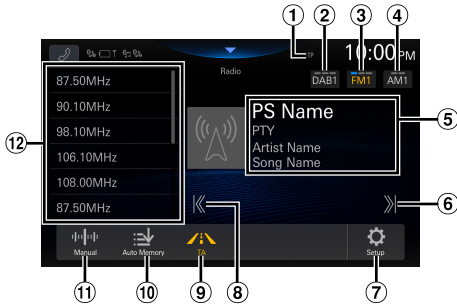 1 2 3 4
TP 10:00PM
Radio
DAB1 FM1 AM1
87.50MHz
90.10MHz
98.10MHz
106.10MHz
108.00MHz
87.50MHz
12
PS Name
PTY
Artist Name
Song Name
5
6
Manual
Auto Memory
TA
Setup
11 10 9 8 7